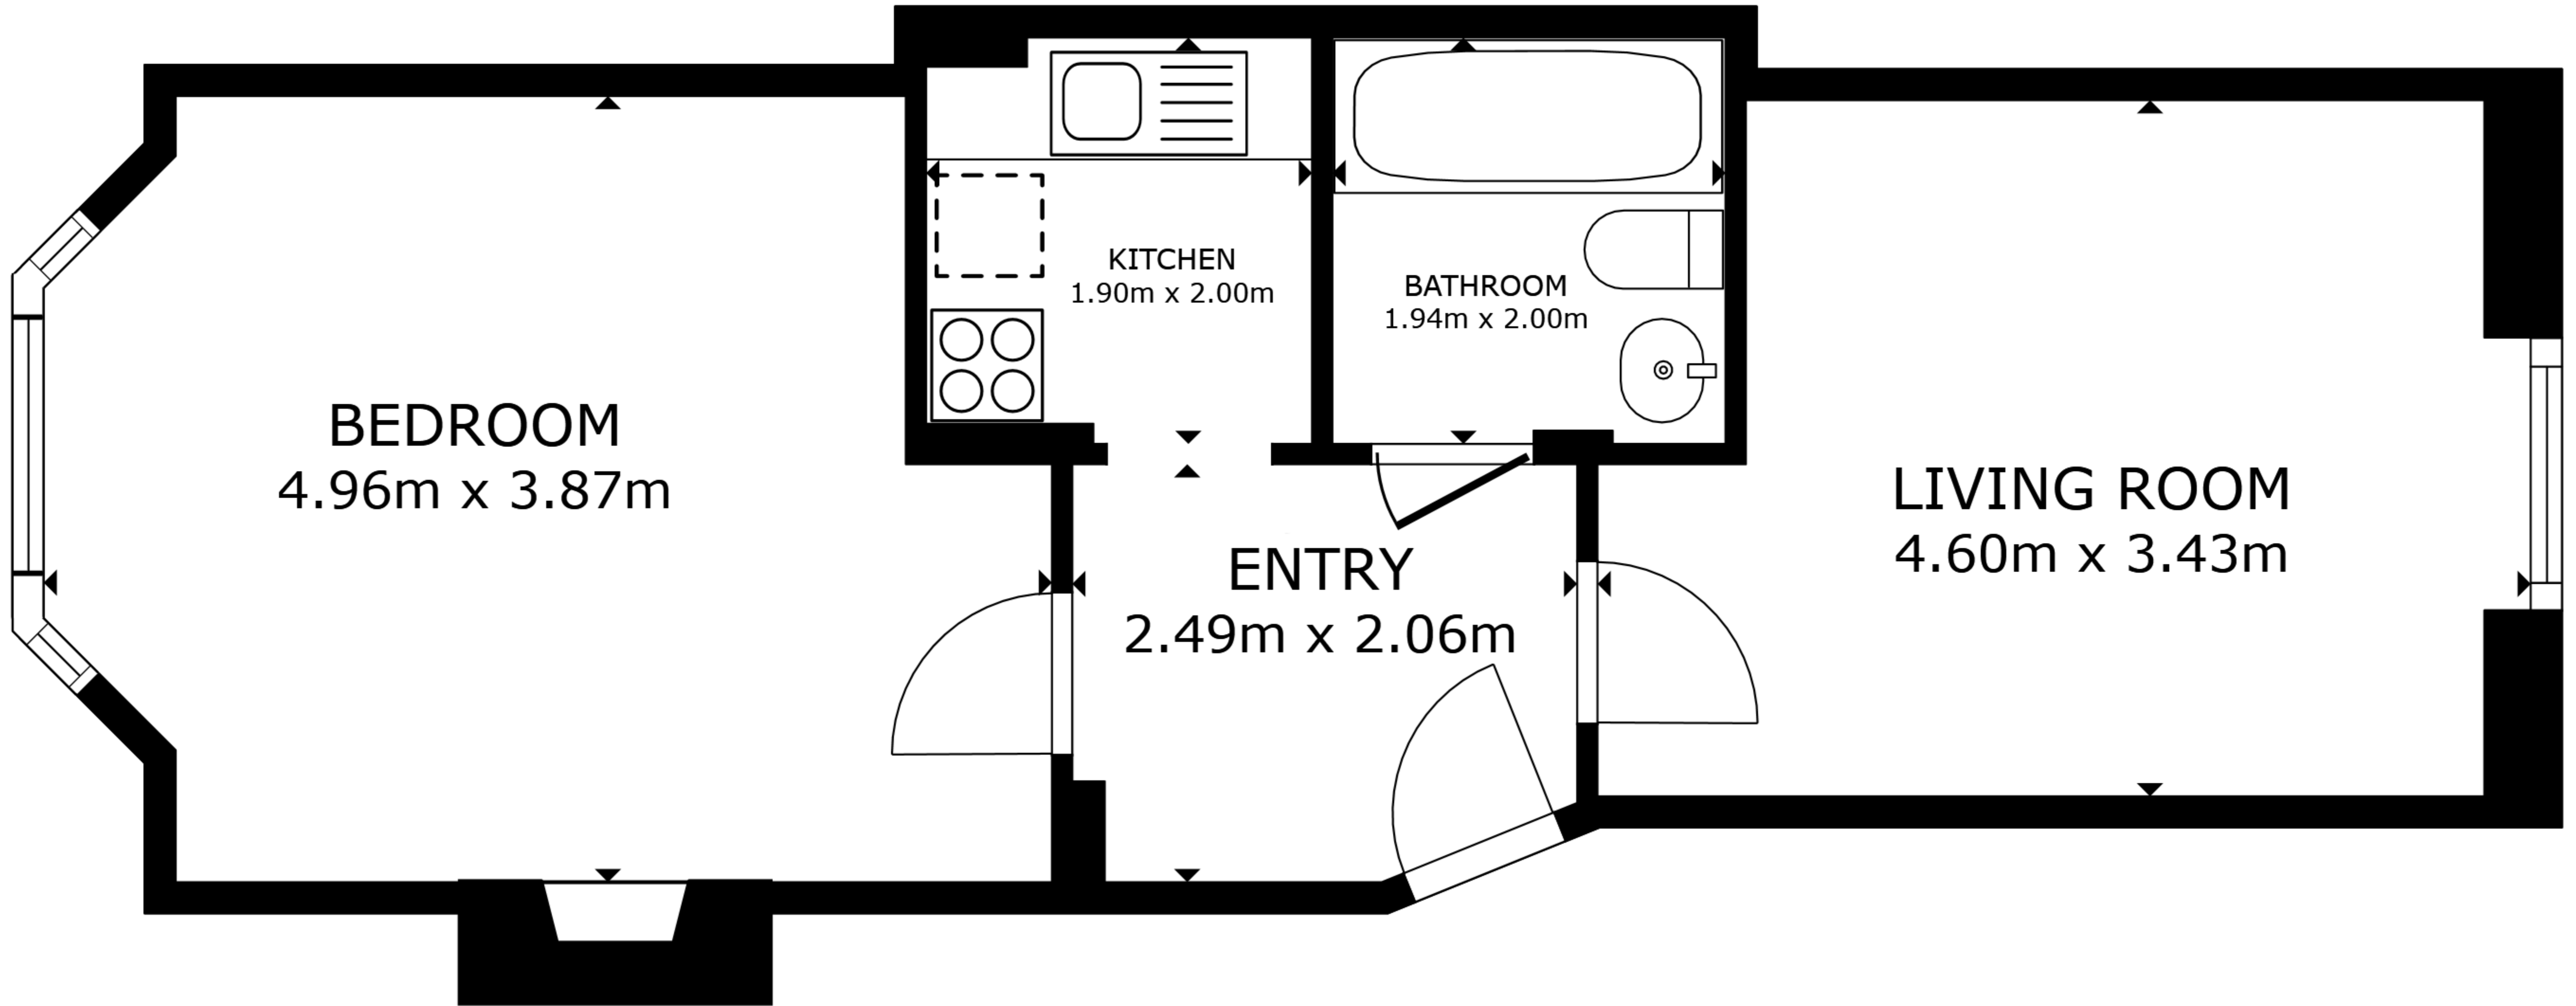 KITCHEN
1.90m x 2.00m
BATHROOM
1.94m x 2.00m
BEDROOM
4.96m x 3.87m
LIVING ROOM
4.60m x 3.43m
ENTRY
2.49m x 2.06m